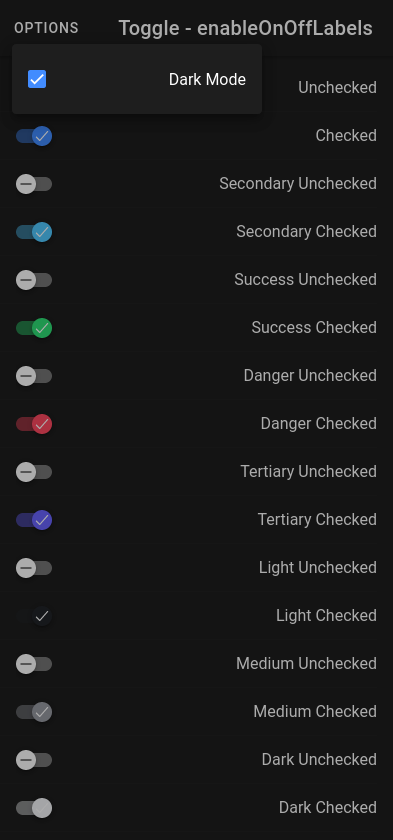 OPTIONS
Toggle - enableOnOffLabels
Dark Mode
Unchecked
Checked
Secondary Unchecked
Secondary Checked
Success Unchecked
Success Checked
Danger Unchecked
Danger Checked
Tertiary Unchecked
Tertiary Checked
Light Unchecked
Light Checked
Medium Unchecked
Medium Checked
Dark Unchecked
Dark Checked